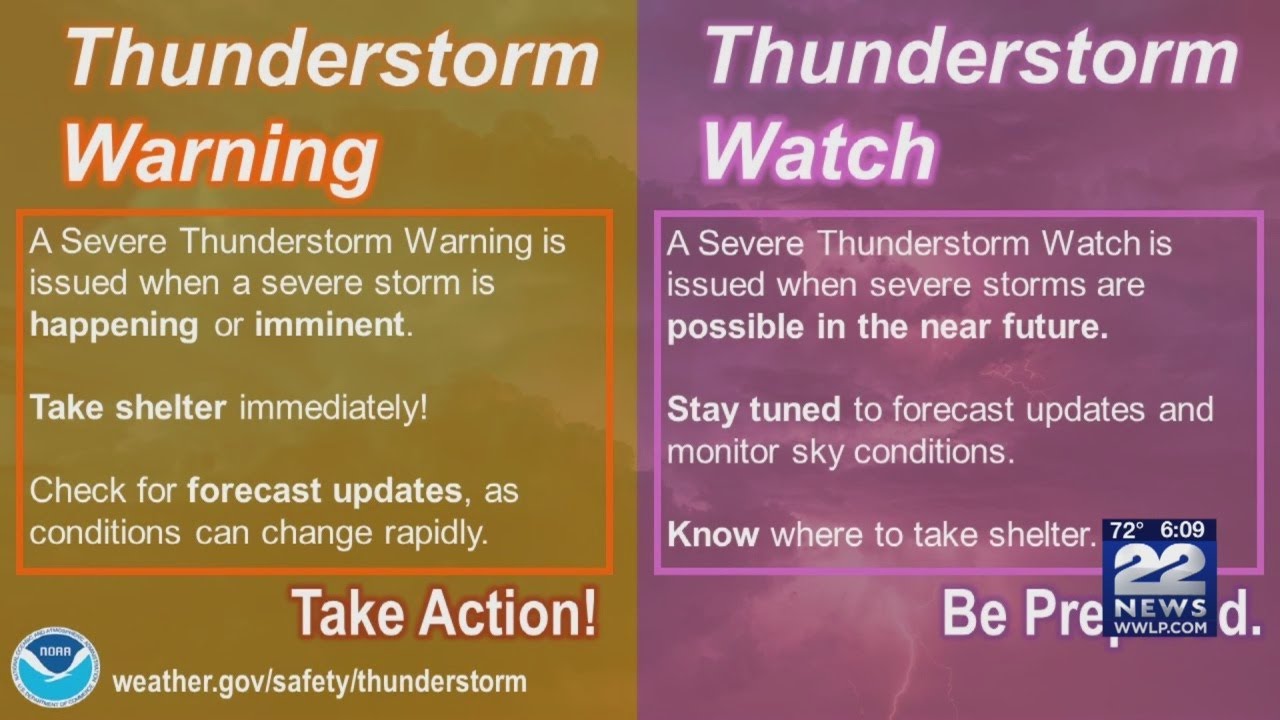 Thunderstorm
Warning
A Severe Thunderstorm Warning is
issued when a severe storm is
happening or imminent.
Take shelter immediately!
Check for forecast updates, as
conditions can change rapidly.
Take Action!
NOAA
weather.gov/safety/thunderstorm
Thunderstorm
Watch
A Severe Thunderstorm Watch is
issued when severe storms are
possible in the near future.
Stay tuned to forecast updates and
monitor sky conditions.
Know where to take shelter.
Be Prep d.
72° 6:09
22
NEWS
WWLP.COM